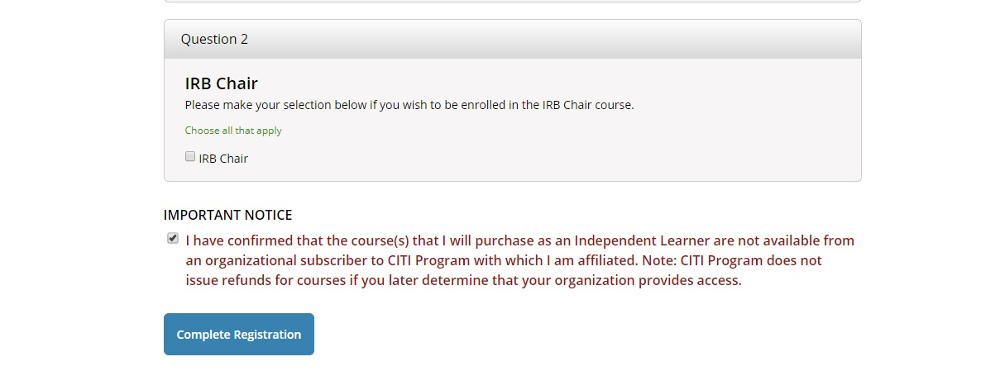 Question 2
IRB Chair
Please make your selection below if you wish to be enrolled in the IRB Chair course.
Choose all that apply
IRB Chair
IMPORTANT NOTICE
I have confirmed that the course(s) that I will purchase as an Independent Learner are not available from
an organizational subscriber to CITI Program with which I am affiliated. Note: CITI Program does not
issue refunds for courses if you later determine that your organization provides access.
Complete Registration